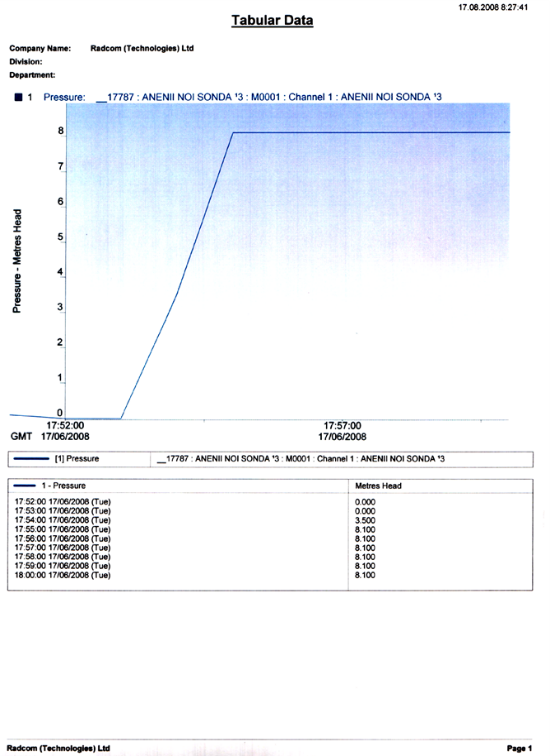 17.08.2008 8:27:41
Tabular Data
Company Name: Radcom (Technologies) Ltd
Division:
Department:
1 Pressure: __17787 : ANENII NOI SONDA '3 : M0001 : Channel 1 : ANENII NOI SONDA '3
Pressure - Metres Head
8
7
6
5
4
3
2
1
0
17:52:00 17:57:00
GMT 17/06/2008 17/06/2008
[1] Pressure __17787 : ANENII NOI SONDA '3 : M0001 : Channel 1 : ANENII NOI SONDA '3
1 - Pressure Metres Head
17:52:00 17/06/2008 (Tue) 0.000
17:53:00 17/06/2008 (Tue) 0.000
17:54:00 17/06/2008 (Tue) 3.500
17:55:00 17/06/2008 (Tue) 8.100
17:56:00 17/06/2008 (Tue) 8.100
17:57:00 17/06/2008 (Tue) 8.100
17:58:00 17/06/2008 (Tue) 8.100
17:59:00 17/06/2008 (Tue) 8.100
18:00:00 17/06/2008 (Tue) 8.100
Radcom (Technologies) Ltd Page 1